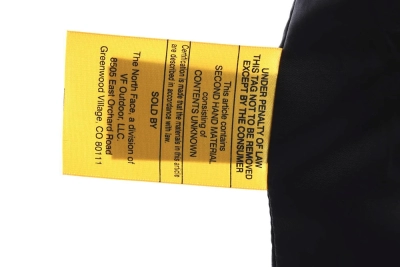 UNDER PENALTY OF LAW
THIS TAG NOT TO BE REMOVED
EXCEPT BY THE CONSUMER
This article contains
SECOND HAND MATERIAL
consisting of
CONTENTS UNKNOWN
Certification is made that the materials in this article
are described in accordance with law.
SOLD BY
The North Face, a division of
VF Outdoor, LLC.
8505 East Orchard Road
Greenwood Village, CO 80111